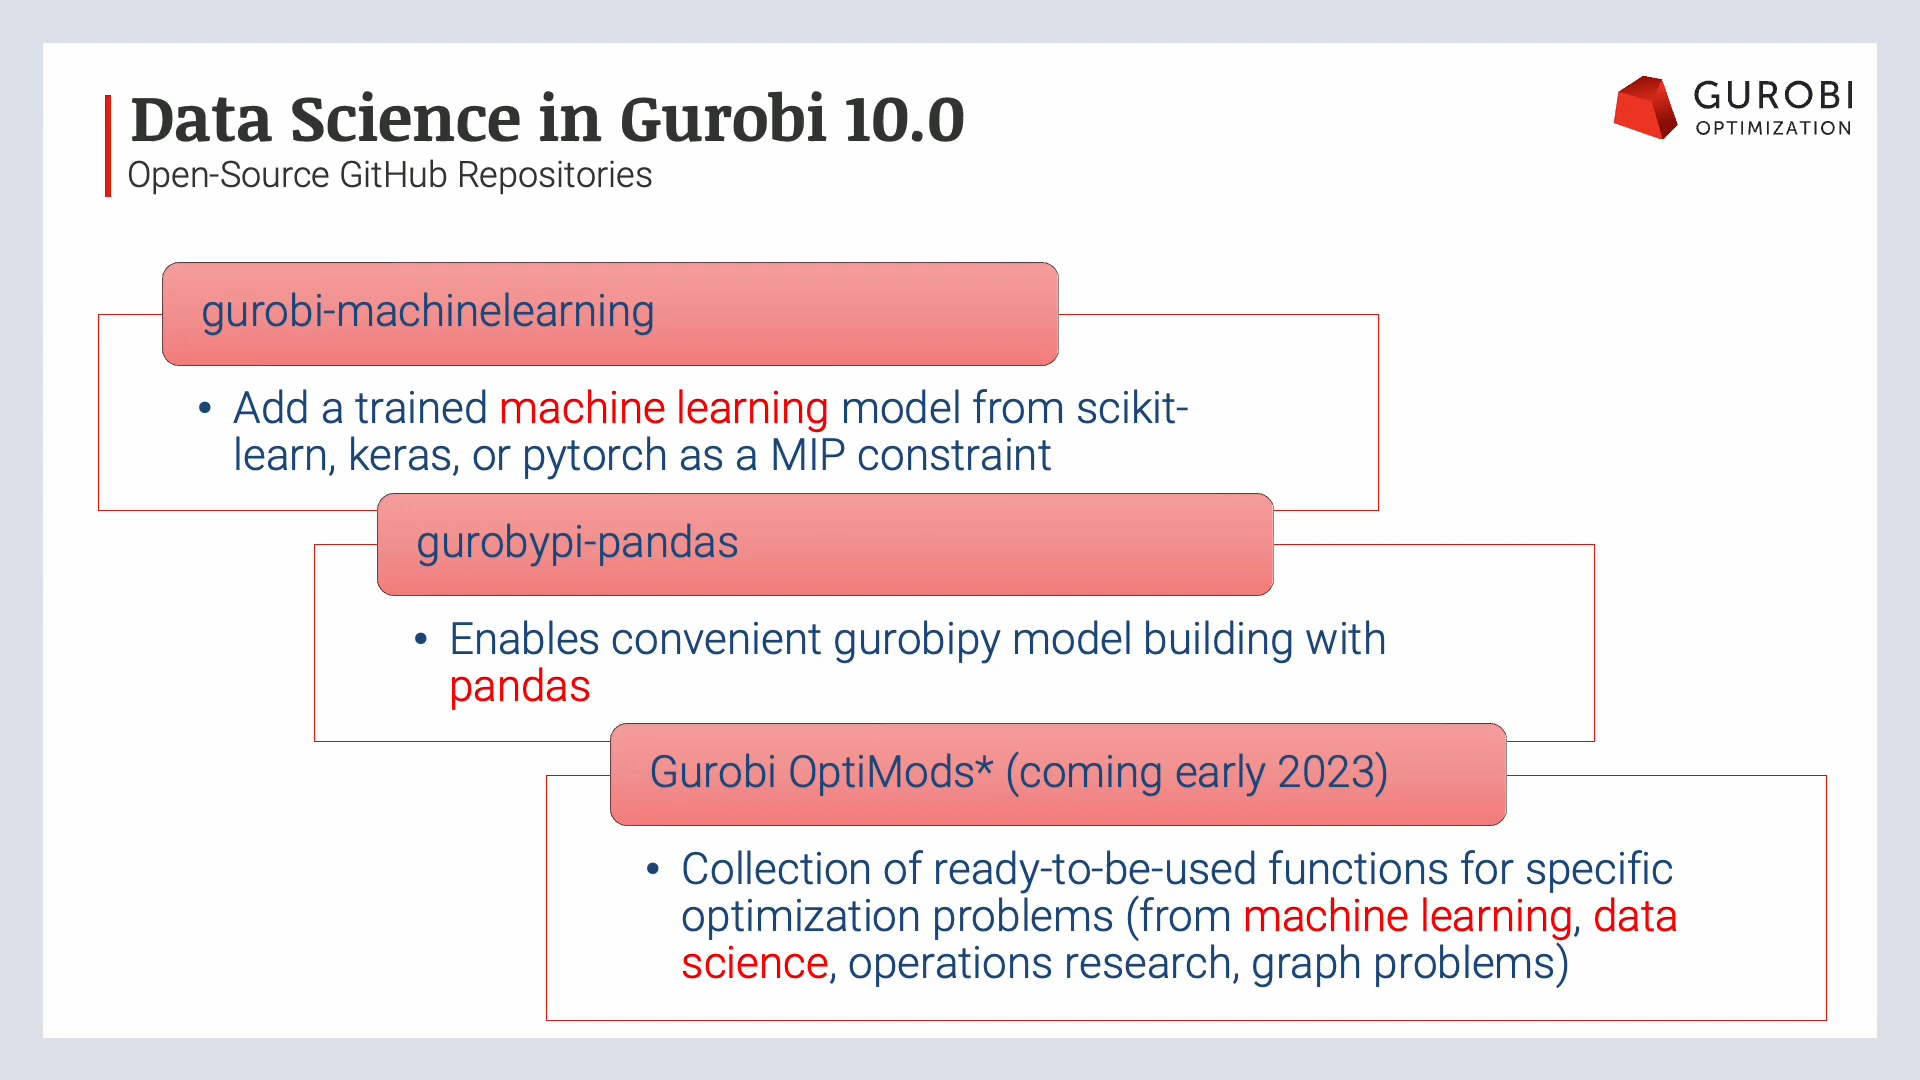 Data Science in Gurobi 10.0
Open-Source GitHub Repositories
GUROBI
OPTIMIZATION
gurobi-machinelearning
• Add a trained machine learning model from scikit-
learn, keras, or pytorch as a MIP constraint
gurobypi-pandas
• Enables convenient gurobipy model building with
pandas
Gurobi OptiMods* (coming early 2023)
• Collection of ready-to-be-used functions for specific
optimization problems (from machine learning, data
science, operations research, graph problems)